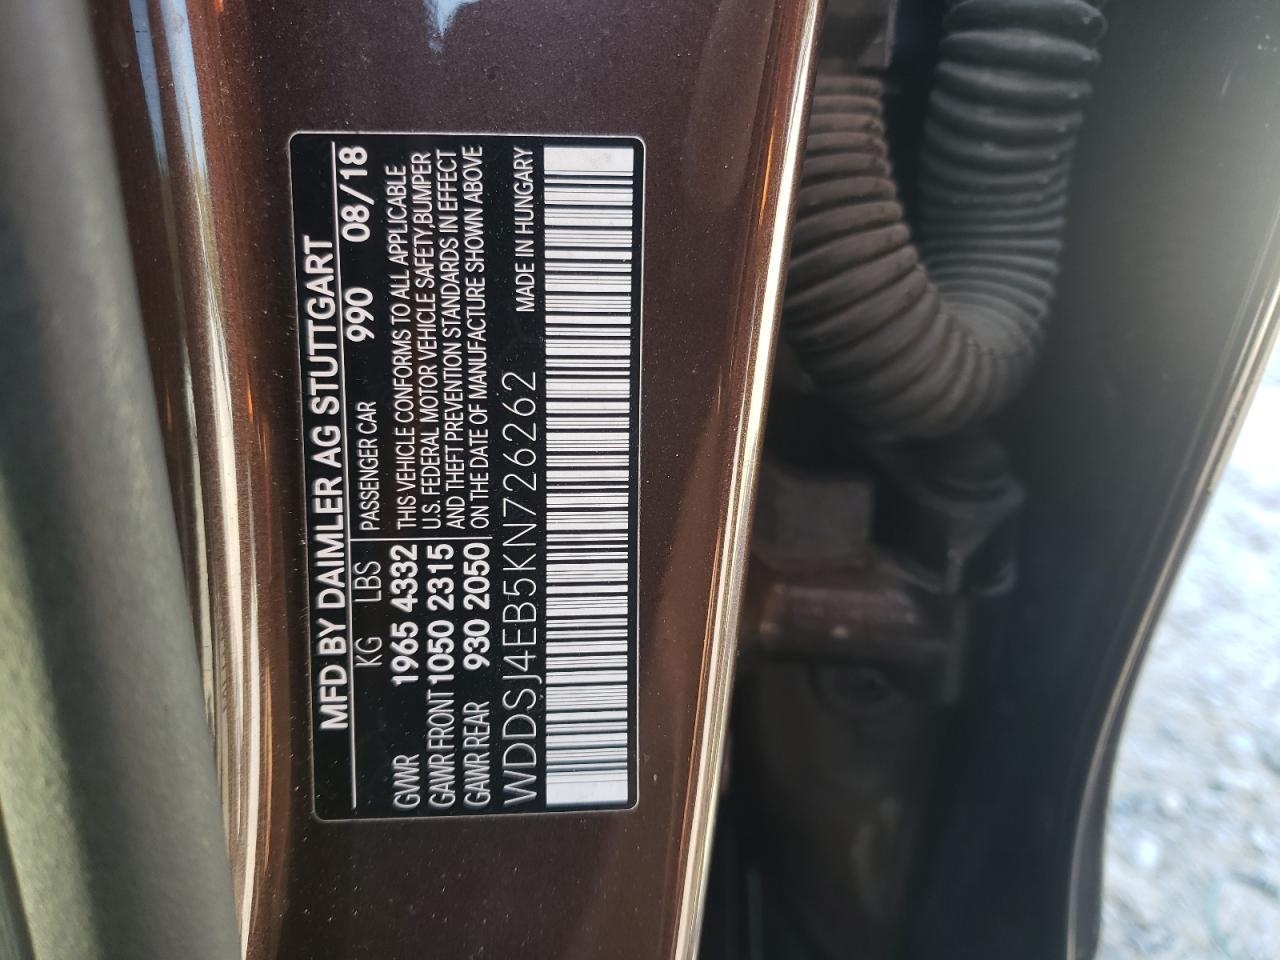 MFD BY DAIMLER AG STUTTGART
KG LBS PASSENGER CAR 990 08/18
GVWR 1965 4332 THIS VEHICLE CONFORMS TO ALL APPLICABLE
GAWR FRONT 1050 2315 U.S. FEDERAL MOTOR VEHICLE SAFETY,BUMPER
AND THEFT PREVENTION STANDARDS IN EFFECT
GAWR REAR 930 2050 ON THE DATE OF MANUFACTURE SHOWN ABOVE
WDDSJ4EB5KN726262 MADE IN HUNGARY